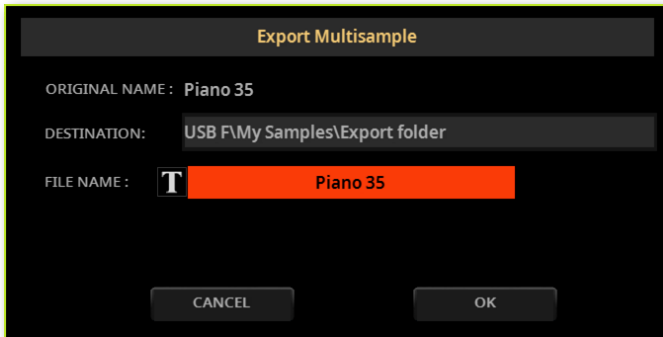 Export Multisample
ORIGINAL NAME : Piano 35
DESTINATION: USB F\My Samples\Export folder
FILE NAME : T Piano 35
CANCEL OK